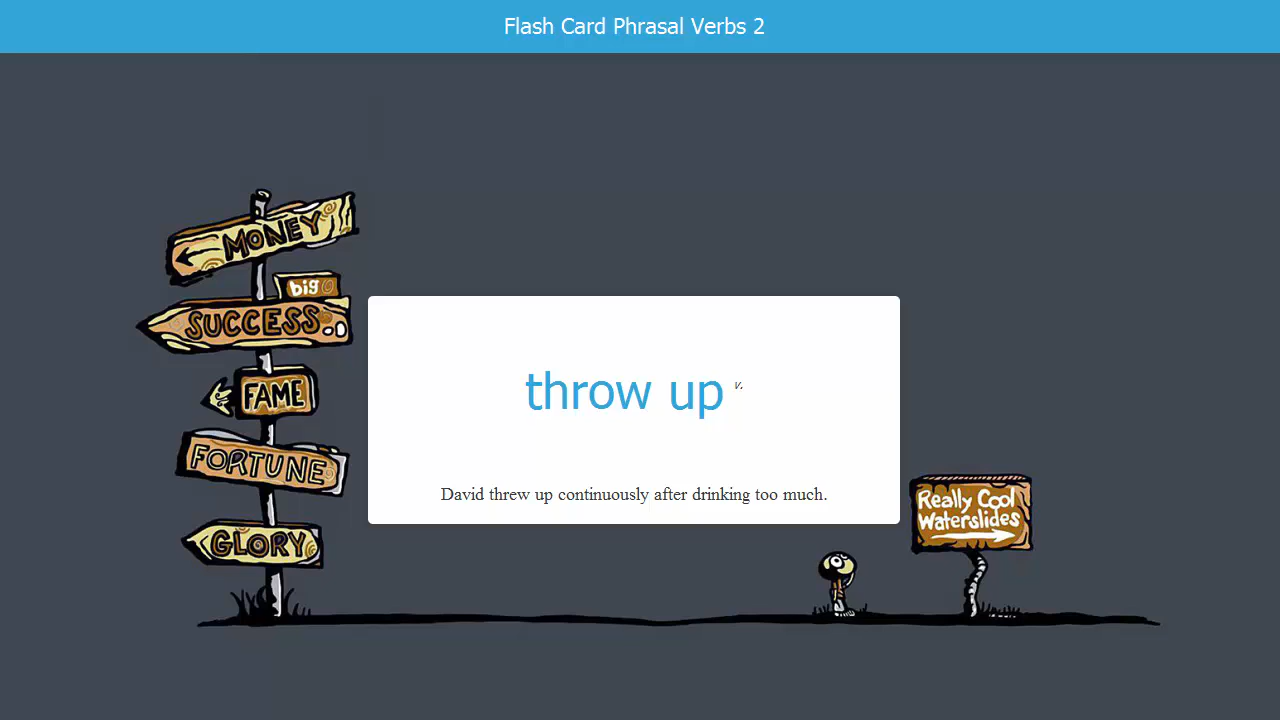 Flash Card Phrasal Verbs 2
MONEY
big
SUCCESS
FAME
FORTUNE
GLORY
throw up v.
David threw up continuously after drinking too much.
Really Cool
Waterslides